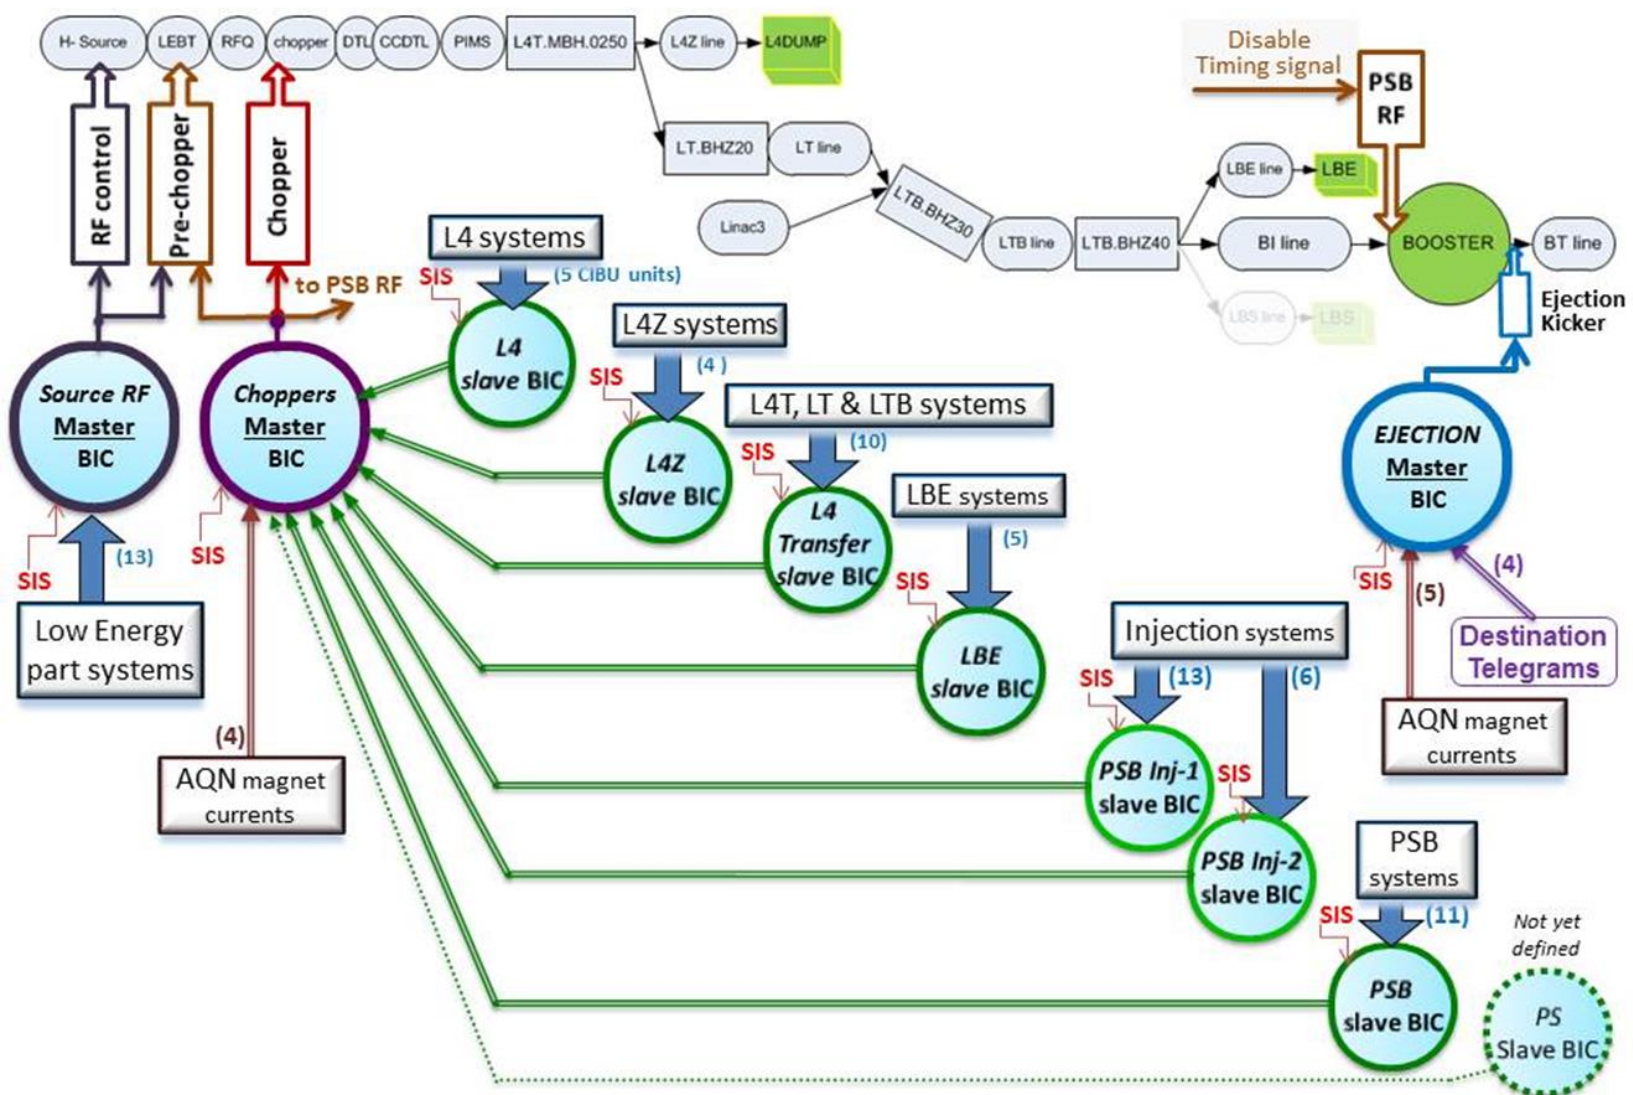 H- Source
LEBT
RFQ
chopper
DTL
CCDTL
PIMS
L4T.MBH.0250
L4Z line
L4DUMP
Disable
Timing signal
PSB
RF
LT.BHZ20
LT line
LBE line
LBE
Linac3
LTB.BHZ30
LTB line
LTB.BHZ40
BI line
BOOSTER
BT line
LBS line
LBS
RF control
Pre-chopper
Chopper
to PSB RF
Ejection
Kicker
L4 systems
SIS
(5 CIBU units)
L4
slave BIC
L4Z systems
SIS
(4 )
L4Z
slave BIC
L4T, LT & LTB systems
SIS
(10)
L4
Transfer
slave BIC
LBE systems
SIS
(5)
LBE
slave BIC
Source RF
Master
BIC
SIS
(13)
Low Energy
part systems
Choppers
Master
BIC
SIS
(4)
AQN magnet
currents
EJECTION
Master
BIC
SIS
(5)
(4)
Destination
Telegrams
AQN magnet
currents
Injection systems
SIS
(13)
(6)
PSB Inj-1
slave BIC
SIS
PSB Inj-2
slave BIC
PSB
systems
SIS
(11)
PSB
slave BIC
Not yet
defined
PS
Slave BIC